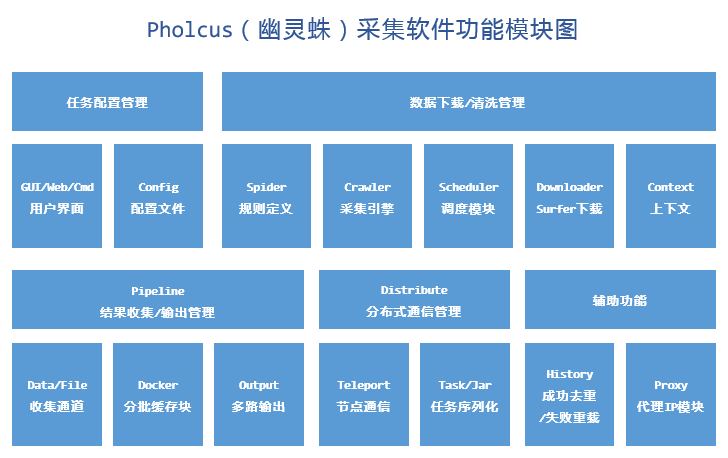 Pholcus（幽灵蛛）采集软件功能模块图
任务配置管理
数据下载/清洗管理
GUI/Web/Cmd
用户界面
Config
配置文件
Spider
规则定义
Crawler
采集引擎
Scheduler
调度模块
Downloader
Surfer下载
Context
上下文
Pipeline
结果收集/输出管理
Distribute
分布式通信管理
辅助功能
Data/File
收集通道
Docker
分批缓存块
Output
多路输出
Teleport
节点通信
Task/Jar
任务序列化
History
成功去重
/失败重载
Proxy
代理IP模块